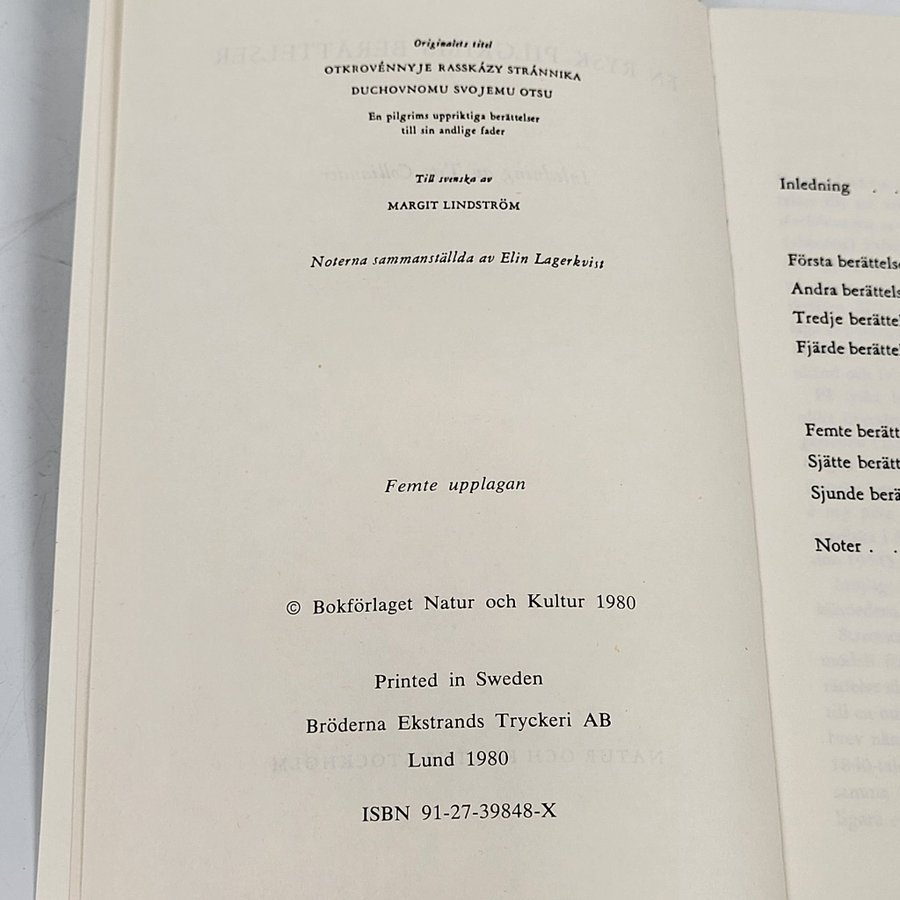 Originalets titel
OTKROVÉNNYJE RASSKÁZY STRÁNNIKA
DUCHOVNOMU SVOJEMU OTSU
En pilgrims uppriktiga berättelser
till sin andlige fader
Till svenska av
MARGIT LINDSTRÖM
Noterna sammanställda av Elin Lagerkvist
Femte upplagan
© Bokförlaget Natur och Kultur 1980
Printed in Sweden
Bröderna Ekstrands Tryckeri AB
Lund 1980
ISBN 91-27-39848-X
Inledning . .
Första berättelse
Andra berättels
Tredje berätte
Fjärde berätte
Femte berätt
Sjätte berätt
Sjunde berä
Noter . .